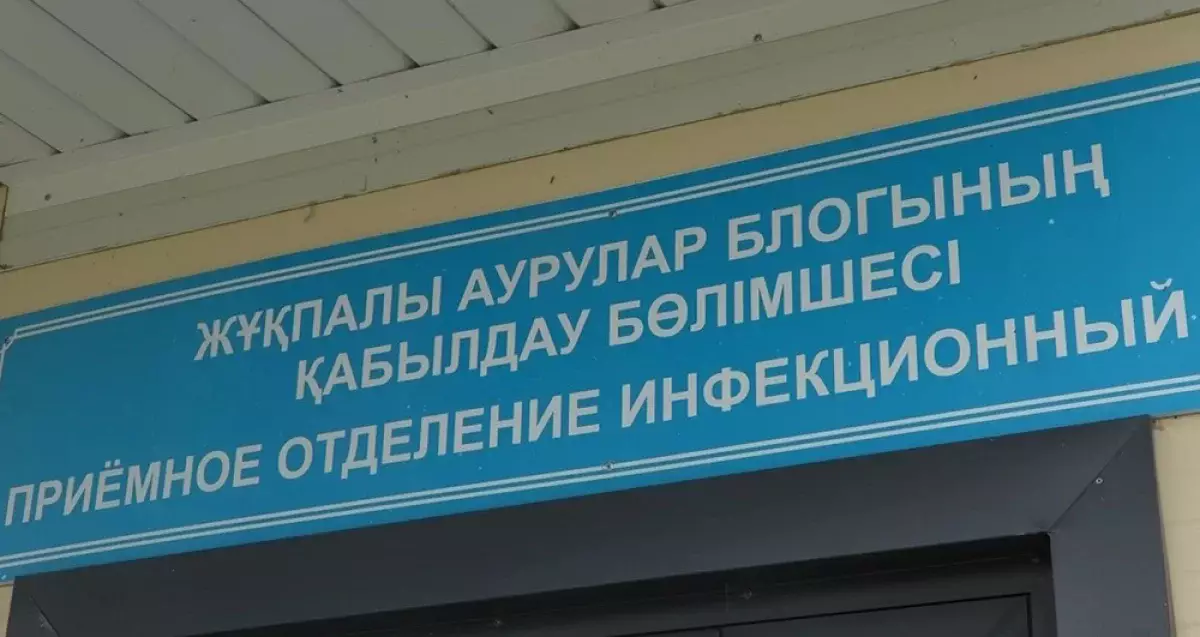 ЖҰҚПАЛЫ АУРУЛАР БЛОГЫНЫҢ
ҚАБЫЛДАУ БӨЛІМШЕСІ
ПРИЁМНОЕ ОТДЕЛЕНИЕ ИНФЕКЦИОННЫЙ